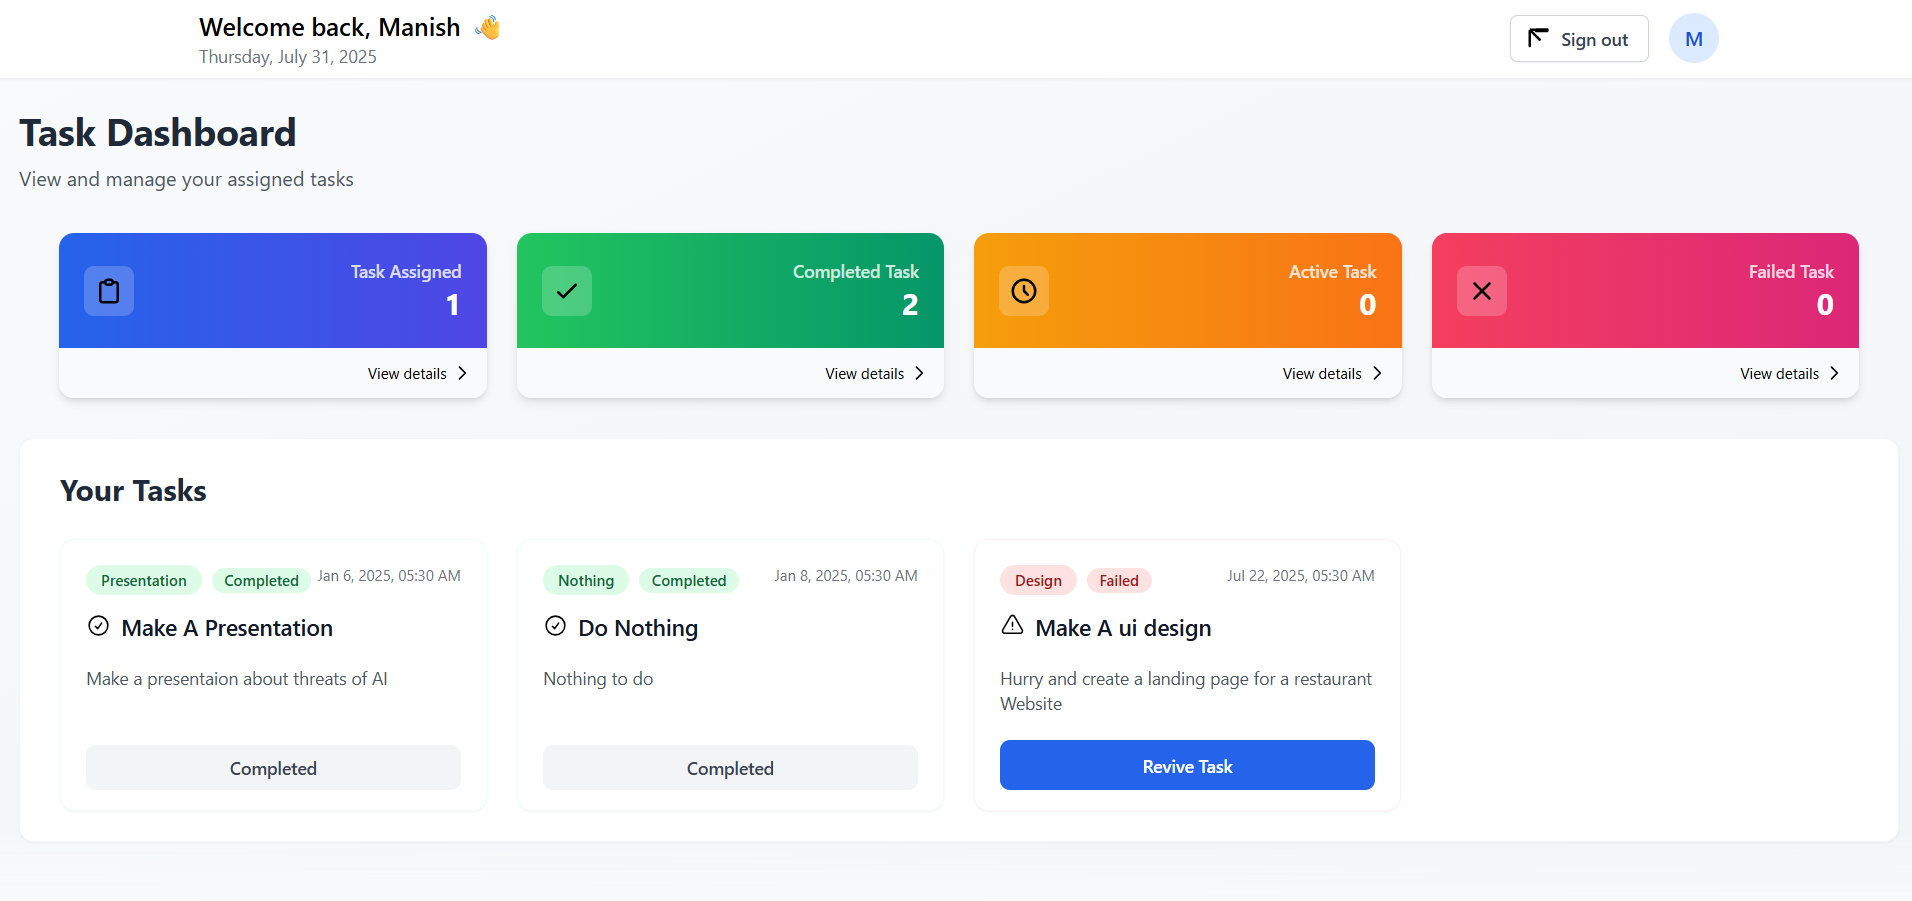 Welcome back, Manish 👋
Thursday, July 31, 2025
Sign out
M
Task Dashboard
View and manage your assigned tasks
Task Assigned
1
View details
Completed Task
2
View details
Active Task
0
View details
Failed Task
0
View details
Your Tasks
Presentation Completed Jan 6, 2025, 05:30 AM
Make A Presentation
Make a presentaion about threats of AI
Completed
Nothing Completed Jan 8, 2025, 05:30 AM
Do Nothing
Nothing to do
Completed
Design Failed Jul 22, 2025, 05:30 AM
Make A ui design
Hurry and create a landing page for a restaurant
Website
Revive Task